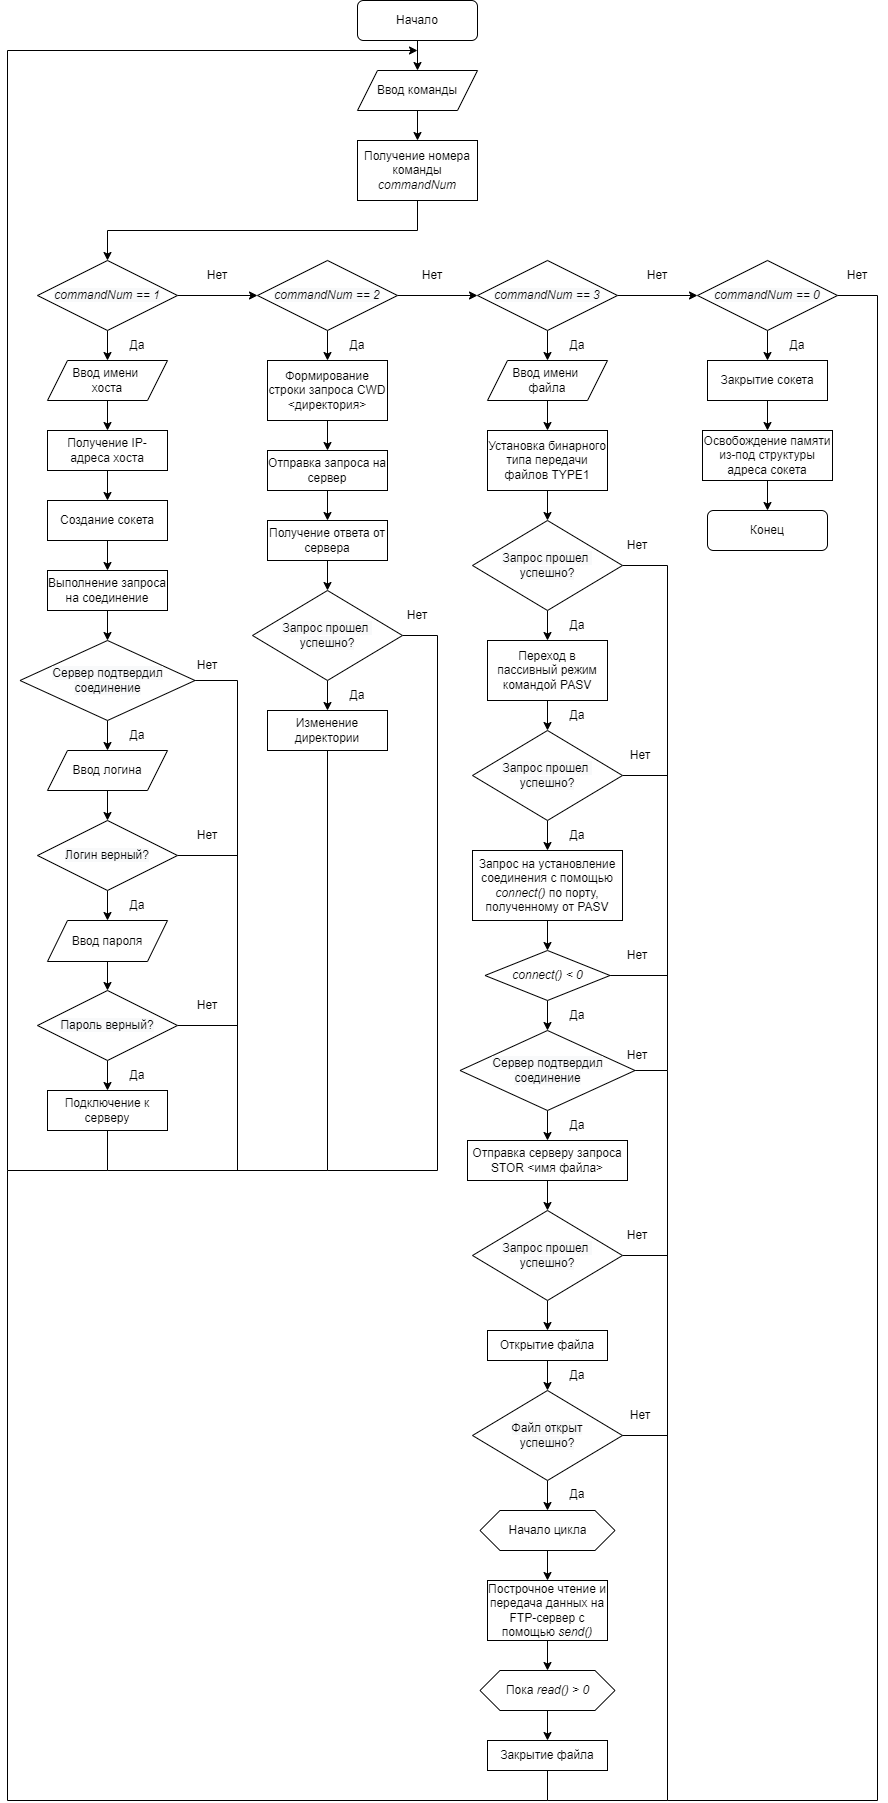 Начало
Ввод команды
Получение номера
команды
commandNum
commandNum == 1
Нет
commandNum == 2
Нет
commandNum == 3
Нет
commandNum == 0
Нет
Да
Ввод имени
хоста
Получение IP-
адреса хоста
Создание сокета
Выполнение запроса
на соединение
Сервер подтвердил
соединение
Нет
Да
Ввод логина
Логин верный?
Нет
Да
Ввод пароля
Пароль верный?
Нет
Да
Подключение к
серверу
Да
Формирование
строки запроса CWD
<директория>
Отправка запроса на
сервер
Получение ответа от
сервера
Запрос прошел
успешно?
Нет
Да
Изменение
директории
Да
Ввод имени
файла
Установка бинарного
типа передачи
файлов TYPE1
Запрос прошел
успешно?
Нет
Да
Переход в
пассивный режим
командой PASV
Да
Запрос прошел
успешно?
Нет
Да
Запрос на установление
соединения с помощью
connect() по порту,
полученному от PASV
connect() < 0
Нет
Да
Сервер подтвердил
соединение
Нет
Да
Отправка серверу запроса
STOR <имя файла>
Запрос прошел
успешно?
Нет
Открытие файла
Да
Файл открыт
успешно?
Нет
Да
Начало цикла
Построчное чтение и
передача данных на
FTP-сервер с
помощью send()
Пока read() > 0
Закрытие файла
Да
Закрытие сокета
Освобождение памяти
из-под структуры
адреса сокета
Конец